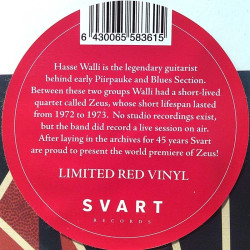 6 430065 583615
Hasse Walli is the legendary guitarist
behind early Piirpauke and Blues Section.
Between these two groups Walli had a short-lived
quartet called Zeus, whose short lifespan lasted
from 1972 to 1973. No studio recordings exist,
but the band did record a live session on air.
After laying in the archives for 45 years Svart
are proud to present the world premiere of Zeus!
LIMITED RED VINYL
SVART
RECORDS